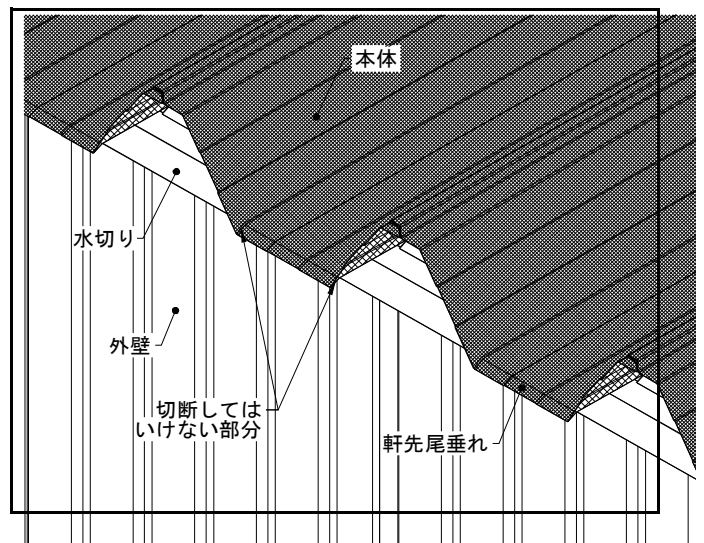 本体
水切り
外壁
切断しては
いけない部分
軒先尾垂れ